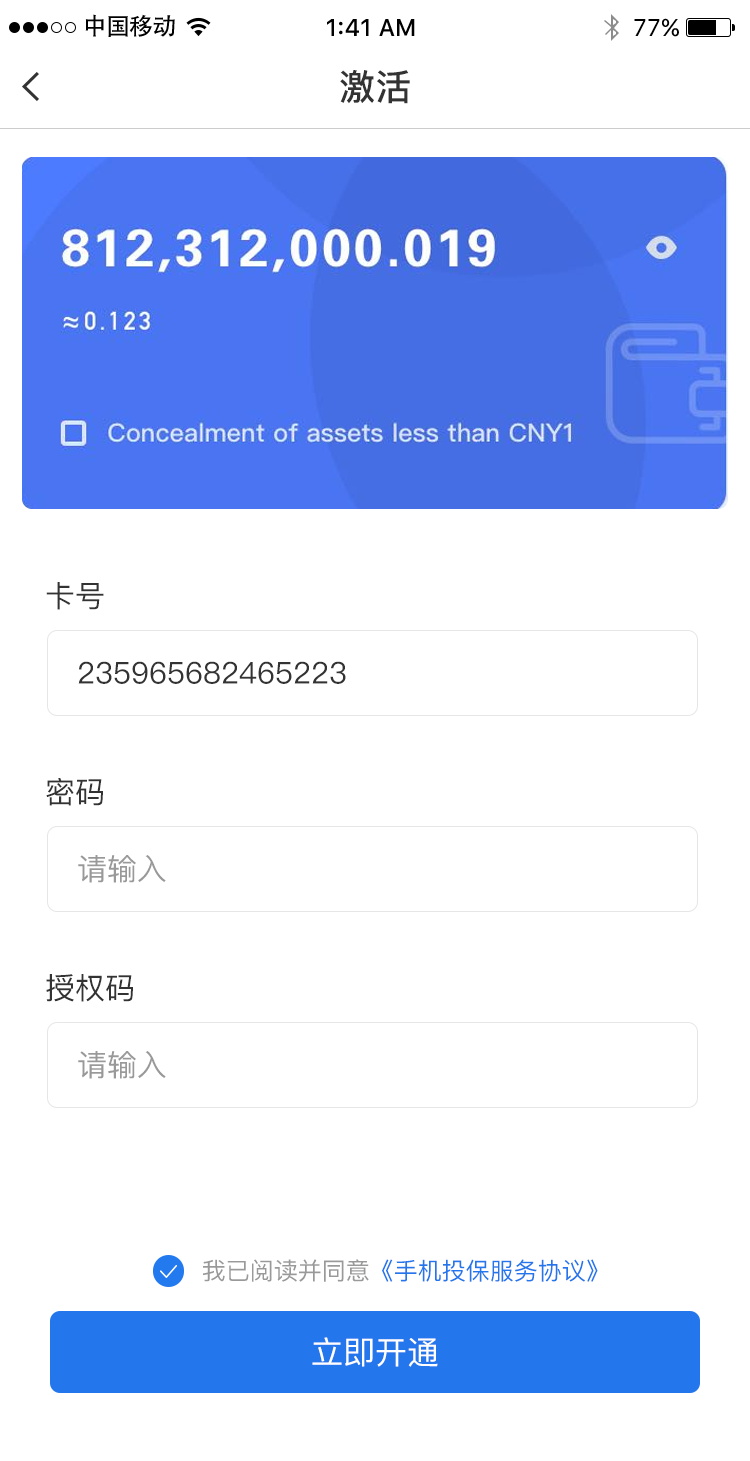 中国移动 1:41 AM 77%
激活
812,312,000.019
≈0.123
Concealment of assets less than CNY1
卡号
235965682465223
密码
请输入
授权码
请输入
我已阅读并同意《手机投保服务协议》
立即开通